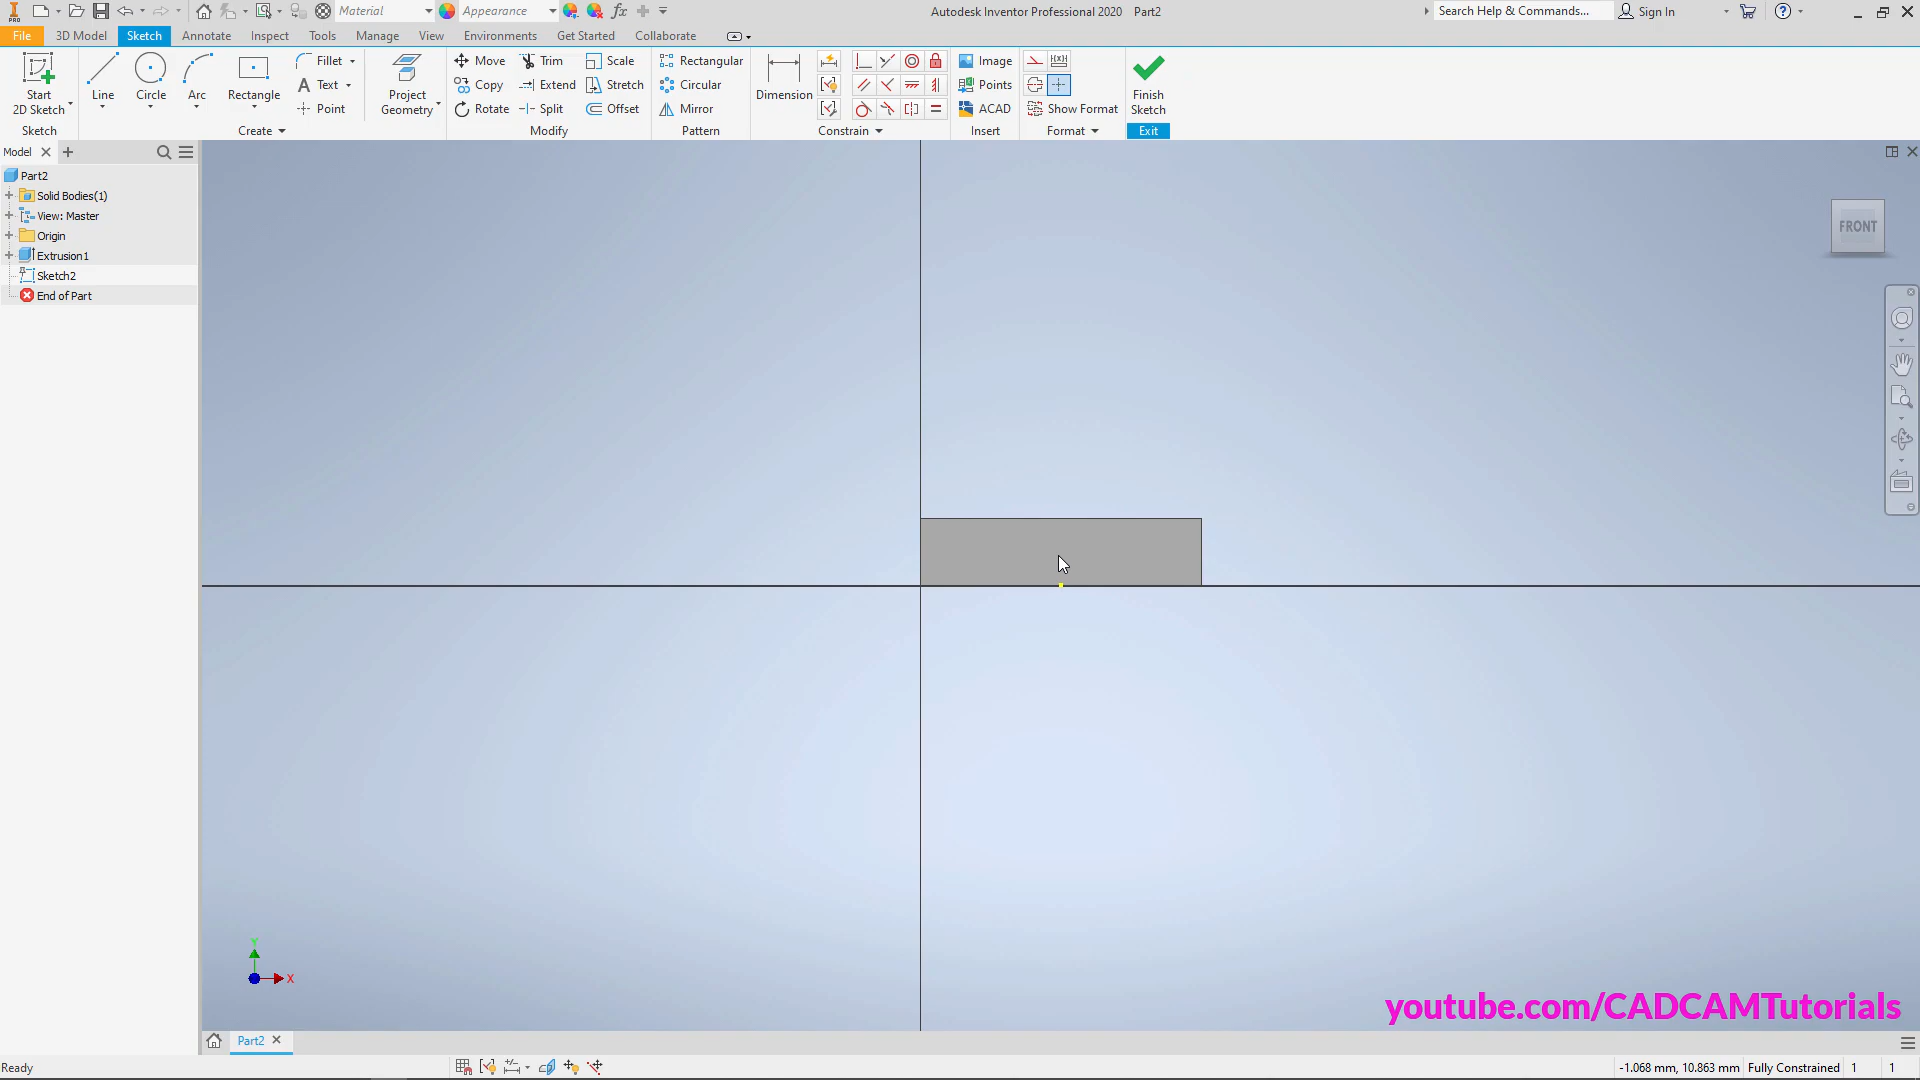 Material
Appearance
Autodesk Inventor Professional 2020 Part2
Search Help & Commands...
Sign In
File
3D Model
Sketch
Annotate
Inspect
Tools
Manage
View
Environments
Get Started
Collaborate
Start
2D Sketch
Line
Circle
Arc
Rectangle
Fillet
Text
Point
Project
Geometry
Move
Copy
Rotate
Trim
Extend
Split
Scale
Stretch
Offset
Rectangular
Circular
Mirror
Dimension
Image
Points
ACAD
Show Format
Finish
Sketch
Sketch
Create
Modify
Pattern
Constrain
Insert
Format
Exit
Model
Part2
Solid Bodies(1)
View: Master
Origin
Extrusion1
Sketch2
End of Part
FRONT
Y
X
youtube.com/CADCAMTutorials
Part2
Ready
-1.068 mm, 10.863 mm Fully Constrained 1 1